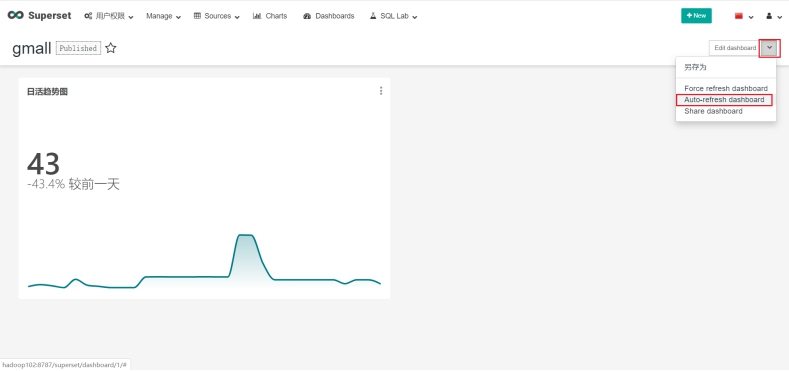 Superset 用户权限 Manage Sources Charts Dashboards SQL Lab + New
gmall Published Edit dashboard
另存为
Force refresh dashboard
Auto-refresh dashboard
Share dashboard
日活趋势图
43
-43.4% 较前一天
hadoop102:8787/superset/dashboard/1/#